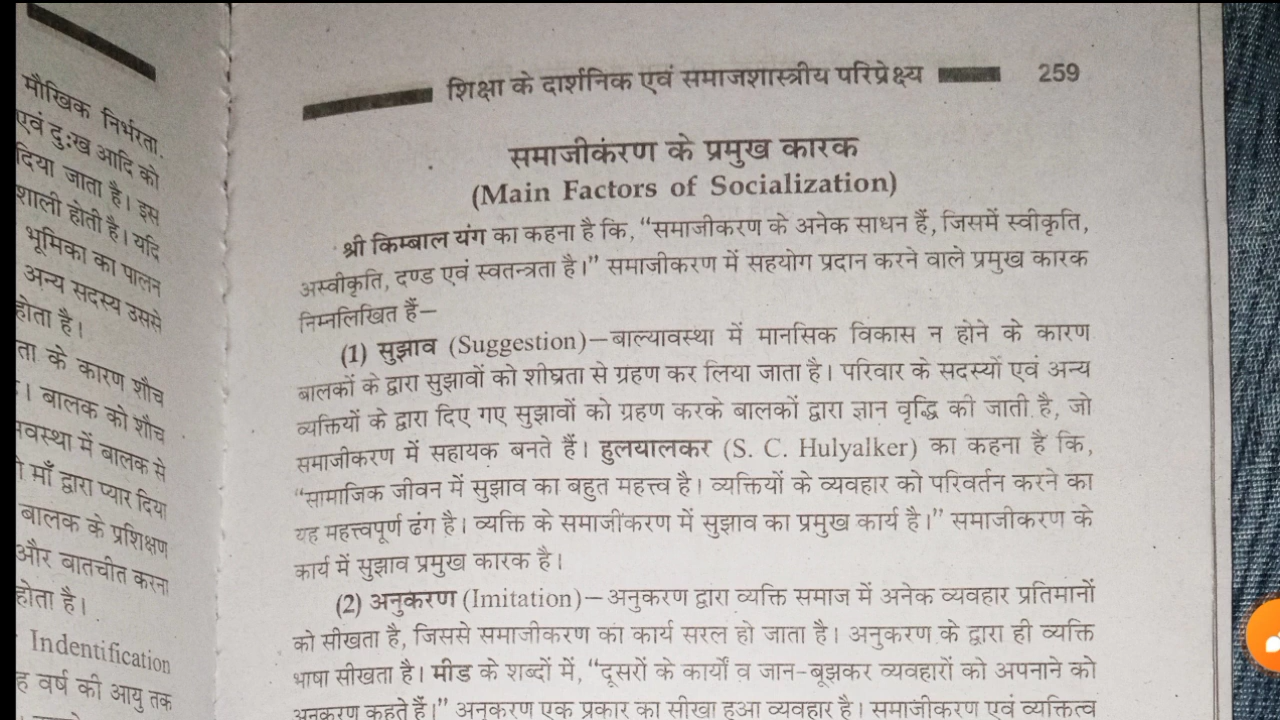 मौखिक निर्भरता.
एवं दुःख आदि को
दिया जाता है। इस
शाली होती है। यदि
भूमिका का पालन
अन्य सदस्य उससे
होता है।
ता के कारण शौच
। बालक को शौच
वस्था में बालक से
माँ द्वारा प्यार दिया
बालक के प्रशिक्षण
और बातचीत करना
होता है।
Indentification
ह वर्ष की आयु तक
शिक्षा के दार्शनिक एवं समाजशास्त्रीय परिप्रेक्ष्य 259
समाजीकंरण के प्रमुख कारक
(Main Factors of Socialization)
श्री किम्बाल यंग का कहना है कि, “समाजीकरण के अनेक साधन हैं, जिसमें स्वीकृति,
अस्वीकृति, दण्ड एवं स्वतन्त्रता है।” समाजीकरण में सहयोग प्रदान करने वाले प्रमुख कारक
निम्नलिखित हैं—
(1) सुझाव (Suggestion)—बाल्यावस्था में मानसिक विकास न होने के कारण
बालकों के द्वारा सुझावों को शीघ्रता से ग्रहण कर लिया जाता है। परिवार के सदस्यों एवं अन्य
व्यक्तियों के द्वारा दिए गए सुझावों को ग्रहण करके बालकों द्वारा ज्ञान वृद्धि की जाती है, जो
समाजीकरण में सहायक बनते हैं। हुलयालकर (S. C. Hulyalker) का कहना है कि,
“सामाजिक जीवन में सुझाव का बहुत महत्त्व है। व्यक्तियों के व्यवहार को परिवर्तन करने का
यह महत्त्वपूर्ण ढंग है। व्यक्ति के समाजीकरण में सुझाव का प्रमुख कार्य है।” समाजीकरण के
कार्य में सुझाव प्रमुख कारक है।
(2) अनुकरण (Imitation)—अनुकरण द्वारा व्यक्ति समाज में अनेक व्यवहार प्रतिमानों
को सीखता है, जिससे समाजीकरण का कार्य सरल हो जाता है। अनुकरण के द्वारा ही व्यक्ति
भाषा सीखता है। मीड के शब्दों में, “दूसरों के कार्यों व जान-बूझकर व्यवहारों को अपनाने को
अनुकरण कहते हैं।” अनुकरण एक प्रकार का सीखा हुआ व्यवहार है। समाजीकरण एवं व्यक्तित्व